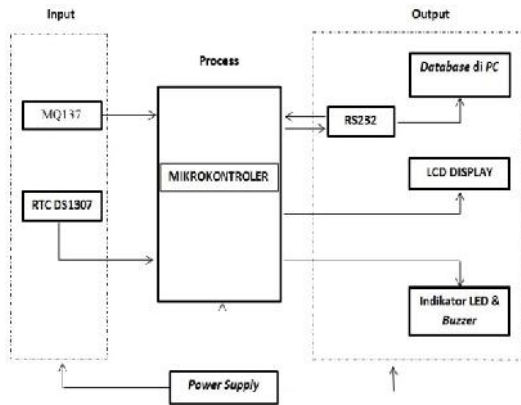 Input
Output
Process
Database di PC
MQ137
RS232
MIKROKONTROLER
LCD DISPLAY
RTC DS1307
Indikator LED &
Buzzer
Power Supply